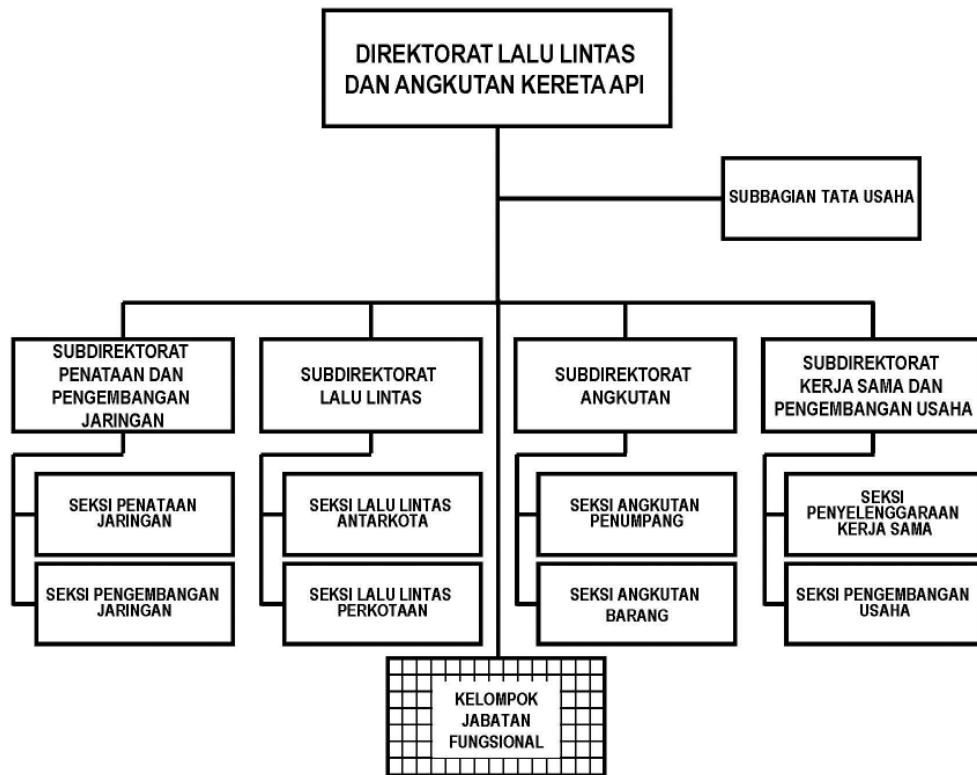 DIREKTORAT LALU LINTAS
DAN ANGKUTAN KERETA API
SUBBAGIAN TATA USAHA
SUBDIREKTORAT
PENATAAN DAN
PENGEMBANGAN
JARINGAN
SUBDIREKTORAT
LALU LINTAS
SUBDIREKTORAT
ANGKUTAN
SUBDIREKTORAT
KERJA SAMA DAN
PENGEMBANGAN USAHA
SEKSI PENATAAN
JARINGAN
SEKSI LALU LINTAS
ANTARKOTA
SEKSI ANGKUTAN
PENUMPANG
SEKSI
PENYELENGGARAAN
KERJA SAMA
SEKSI PENGEMBANGAN
JARINGAN
SEKSI LALU LINTAS
PERKOTAAN
SEKSI ANGKUTAN
BARANG
SEKSI PENGEMBANGAN
USAHA
KELOMPOK
JABATAN
FUNGSIONAL